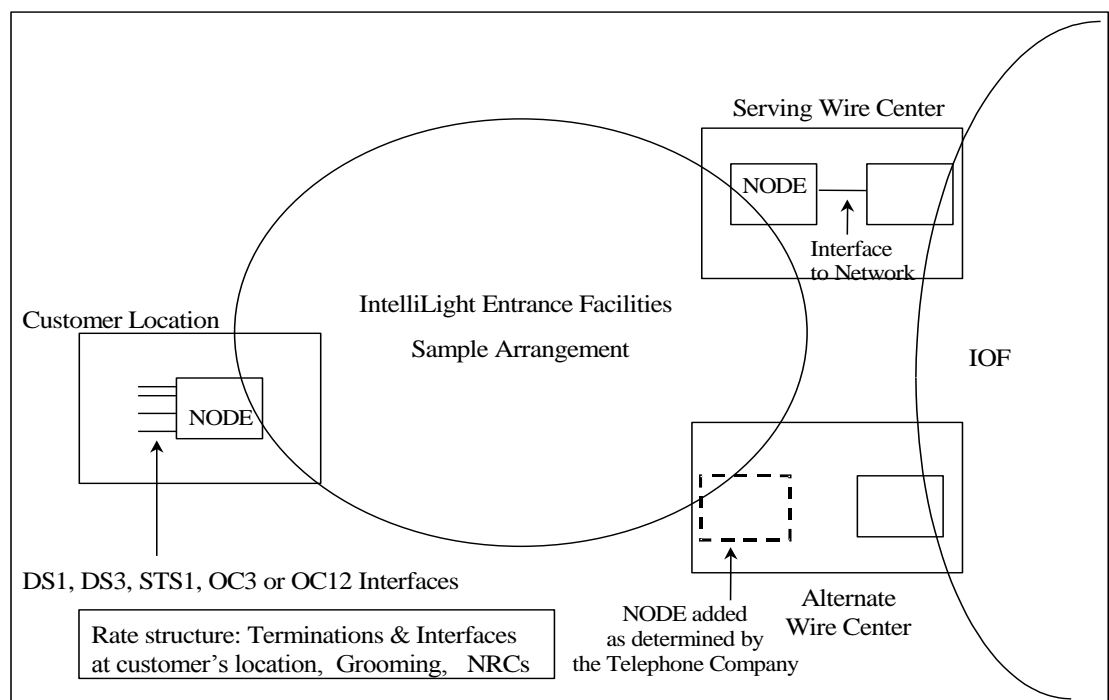 Serving Wire Center
NODE
Interface
to Network
IntelliLight Entrance Facilities
Sample Arrangement
IOF
Customer Location
NODE
DS1, DS3, STS1, OC3 or OC12 Interfaces
Rate structure: Terminations & Interfaces
at customer's location, Grooming, NRCs
NODE added
as determined by
the Telephone Company
Alternate
Wire Center